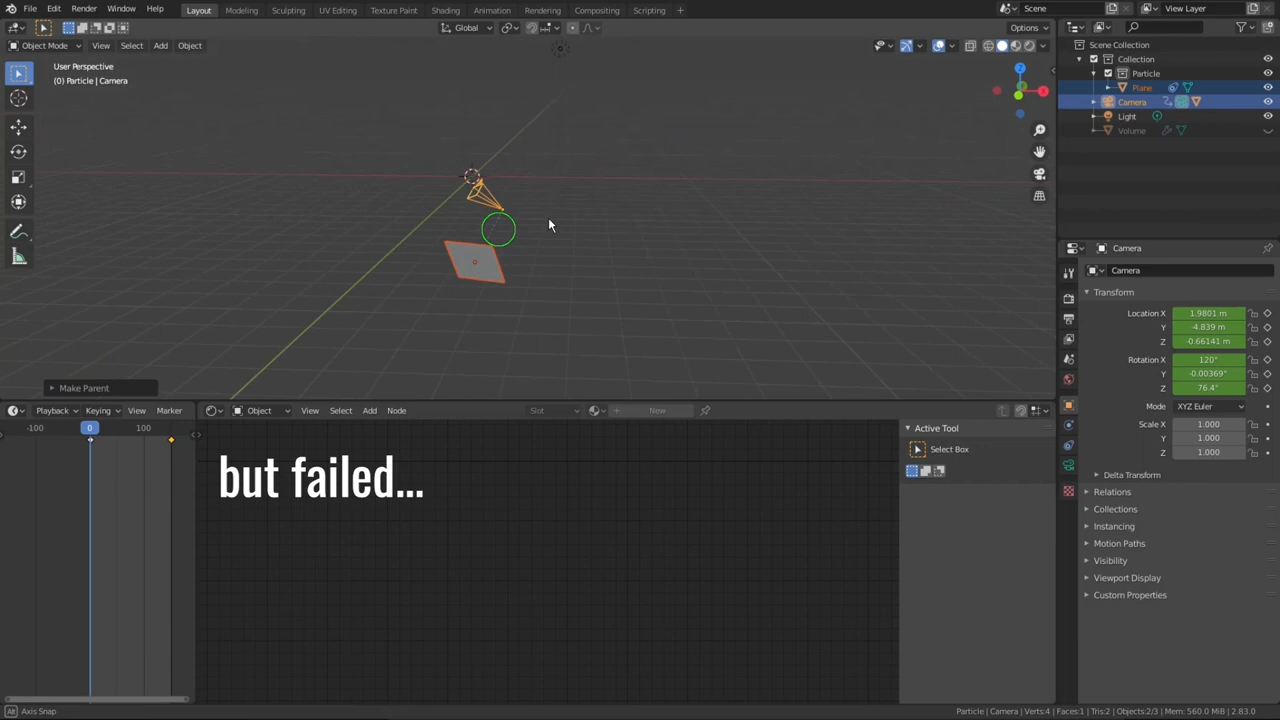 File Edit Render Window Help Layout Modeling Sculpting UV Editing Texture Paint Shading Animation Rendering Compositing Scripting + Scene View Layer
Global Options
Object Mode View Select Add Object
User Perspective
(0) Particle | Camera
Scene Collection
Collection
Particle
Plane
Camera
Light
Volume
Z
Make Parent
Camera
Camera
Transform
Location X 1.9801 m
Y -4.839 m
Z -0.66141 m
Rotation X 120°
Y -0.00369°
Z 76.4°
Mode XYZ Euler
Scale X 1.000
Y 1.000
Z 1.000
Delta Transform
Relations
Collections
Instancing
Motion Paths
Visibility
Viewport Display
Custom Properties
Playback Keying View Marker
-100 0 100
Object View Select Add Node Slot New
Active Tool
Select Box
but failed...
Alt Axis Snap
Particle | Camera | Verts:4 | Faces:1 | Tris:2 | Objects:2/3 | Mem: 560.0 MiB | 2.83.0